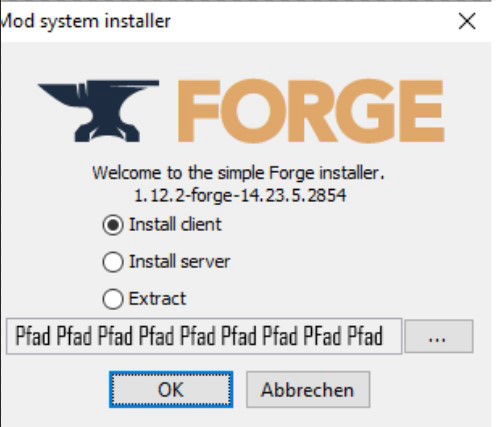 Mod system installer
FORGE
Welcome to the simple Forge installer.
1.12.2-forge-14.23.5.2854
Install client
Install server
Extract
Pfad Pfad Pfad Pfad Pfad Pfad Pfad PFad Pfad
...
OK
Abbrechen